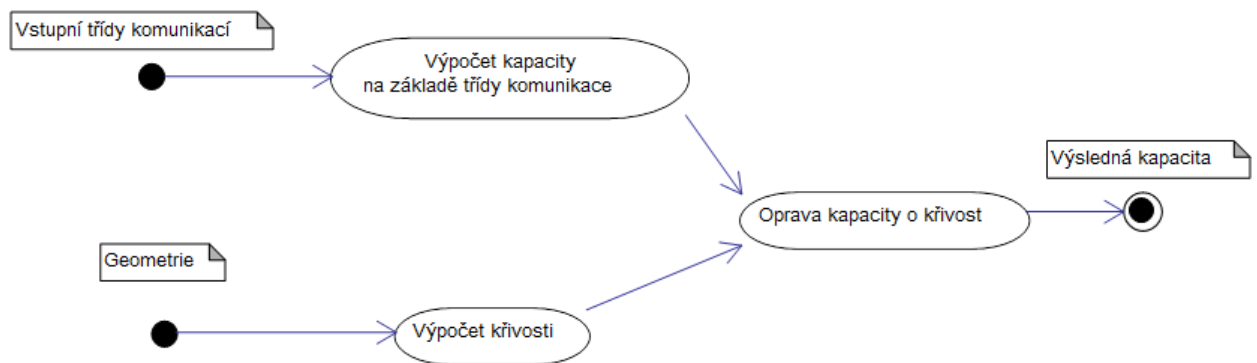 Vstupní třídy komunikací
Výpočet kapacity
na základě třídy komunikace
Výsledná kapacita
Oprava kapacity o křivost
Geometrie
Výpočet křivosti